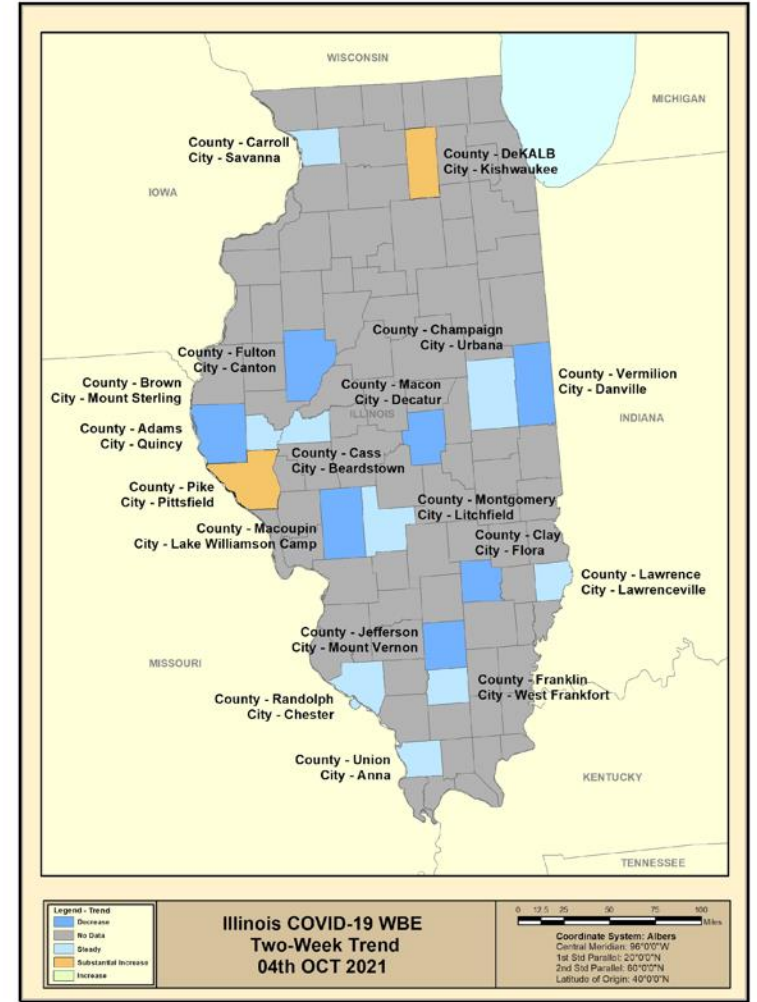 WISCONSIN
MICHIGAN
County - Carroll
City - Savanna
County - DeKALB
City - Kishwaukee
IOWA
County - Champaign
City - Urbana
County - Fulton
City - Canton
County - Vermilion
City - Danville
County - Brown
City - Mount Sterling
County - Macon
City - Decatur
ILLINOIS
INDIANA
County - Adams
City - Quincy
County - Cass
City - Beardstown
County - Pike
City - Pittsfield
County - Montgomery
City - Litchfield
County - Macoupin
City - Lake Williamson Camp
County - Clay
City - Flora
County - Lawrence
City - Lawrenceville
County - Jefferson
City - Mount Vernon
MISSOURI
County - Franklin
City - West Frankfort
County - Randolph
City - Chester
County - Union
City - Anna
KENTUCKY
TENNESSEE
Legend - Trend
Decrease
No Data
Steady
Substantial Increase
Increase
Illinois COVID-19 WBE
Two-Week Trend
04th OCT 2021
0 12.5 25 50 75 100
Miles
Coordinate System: Albers
Central Meridian: 96°0'0"W
1st Std Parallel: 20°0'0"N
2nd Std Parallel: 60°0'0"N
Latitude of Origin: 40°0'0"N